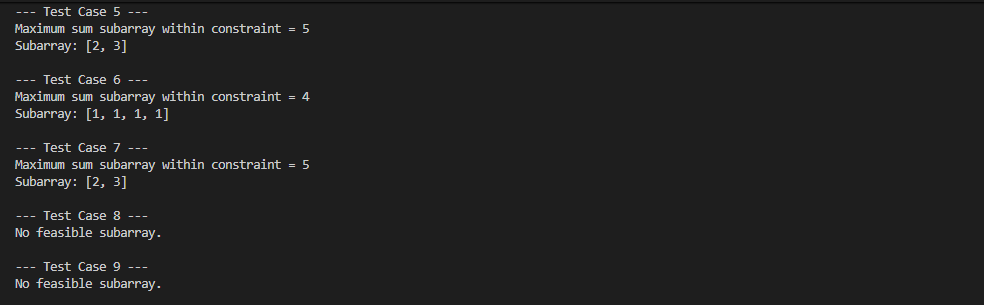 --- Test Case 5 ---
Maximum sum subarray within constraint = 5
Subarray: [2, 3]
--- Test Case 6 ---
Maximum sum subarray within constraint = 4
Subarray: [1, 1, 1, 1]
--- Test Case 7 ---
Maximum sum subarray within constraint = 5
Subarray: [2, 3]
--- Test Case 8 ---
No feasible subarray.
--- Test Case 9 ---
No feasible subarray.